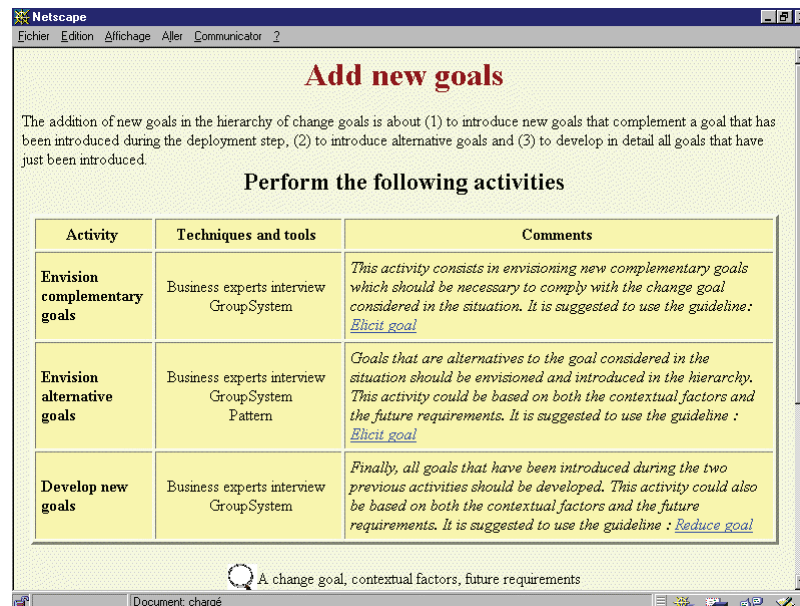 Netscape
Fichier Edition Affichage Aller Communicator ?
Add new goals
The addition of new goals in the hierarchy of change goals is about (1) to introduce new goals that complement a goal that has
been introduced during the deployment step, (2) to introduce alternative goals and (3) to develop in detail all goals that have
just been introduced.
Perform the following activities
Activity Techniques and tools Comments
Envision
complementary
goals
Business experts interview
GroupSystem
This activity consists in envisioning new complementary goals
which should be necessary to comply with the change goal
considered in the situation. It is suggested to use the guideline:
Elicit goal
Envision
alternative
goals
Business experts interview
GroupSystem
Pattern
Goals that are alternatives to the goal considered in the
situation should be envisioned and introduced in the hierarchy.
This activity could be based on both the contextual factors and
the future requirements. It is suggested to use the guideline :
Elicit goal
Develop new
goals
Business experts interview
GroupSystem
Finally, all goals that have been introduced during the two
previous activities should be developed. This activity could also
be based on both the contextual factors and the future
requirements. It is suggested to use the guideline : Reduce goal
A change goal, contextual factors, future requirements
Document: chargé